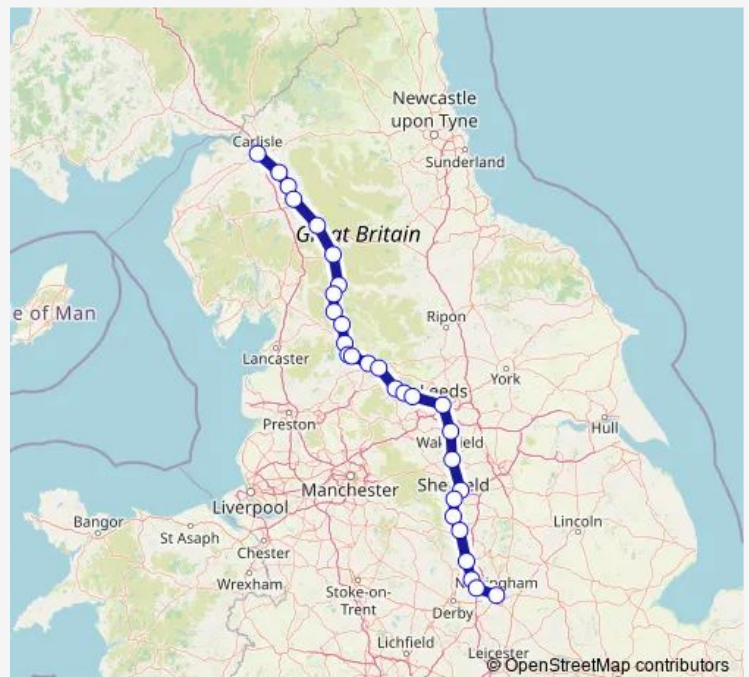 Newcastle
upon Tyne
Carlisle
Sunderland
Great Britain
e of Man
Ripon
Lancaster
York
Leeds
Preston
Hull
Wakefield
Manchester
Sheffield
Liverpool
Bangor
Lincoln
St Asaph
Chester
Wrexham
Stoke-on-
Trent
Nottingham
Derby
Lichfield
Leicester
© OpenStreetMap contributors